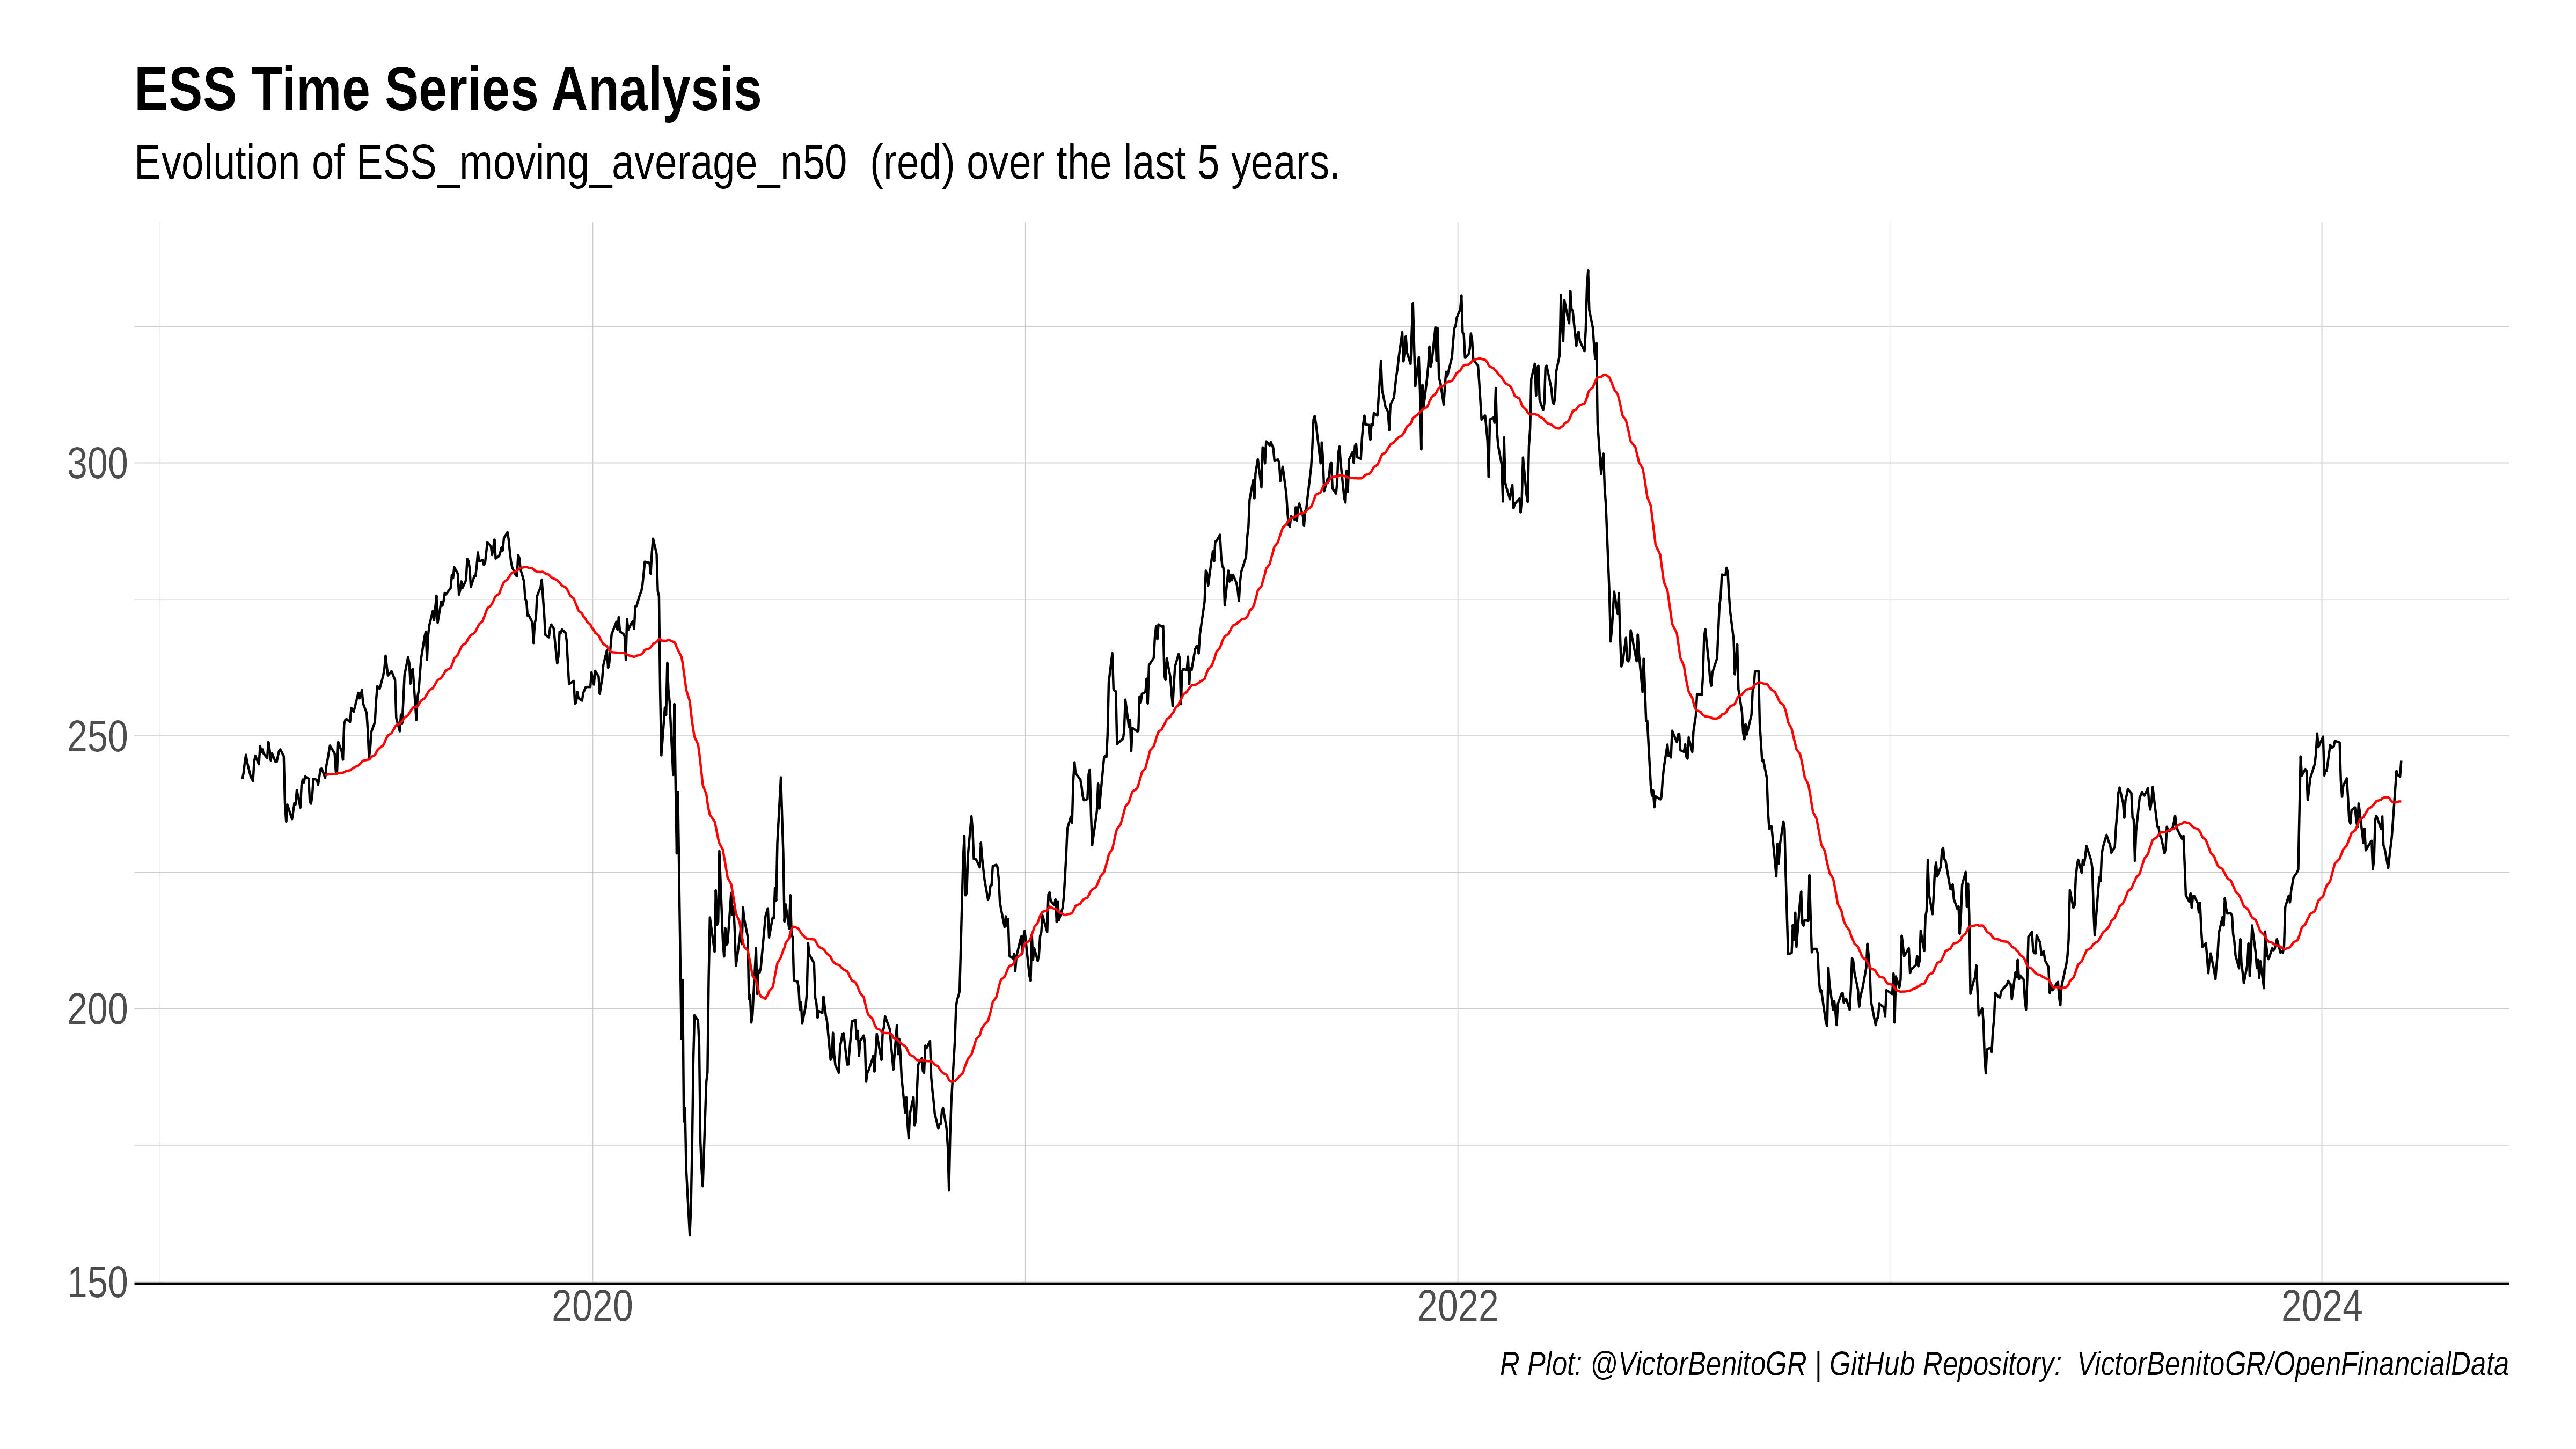 ESS Time Series Analysis
Evolution of ESS_moving_average_n50  (red) over the last 5 years.
300
250
200
150
2020 2022 2024
R Plot: @VictorBenitoGR | GitHub Repository:  VictorBenitoGR/OpenFinancialData